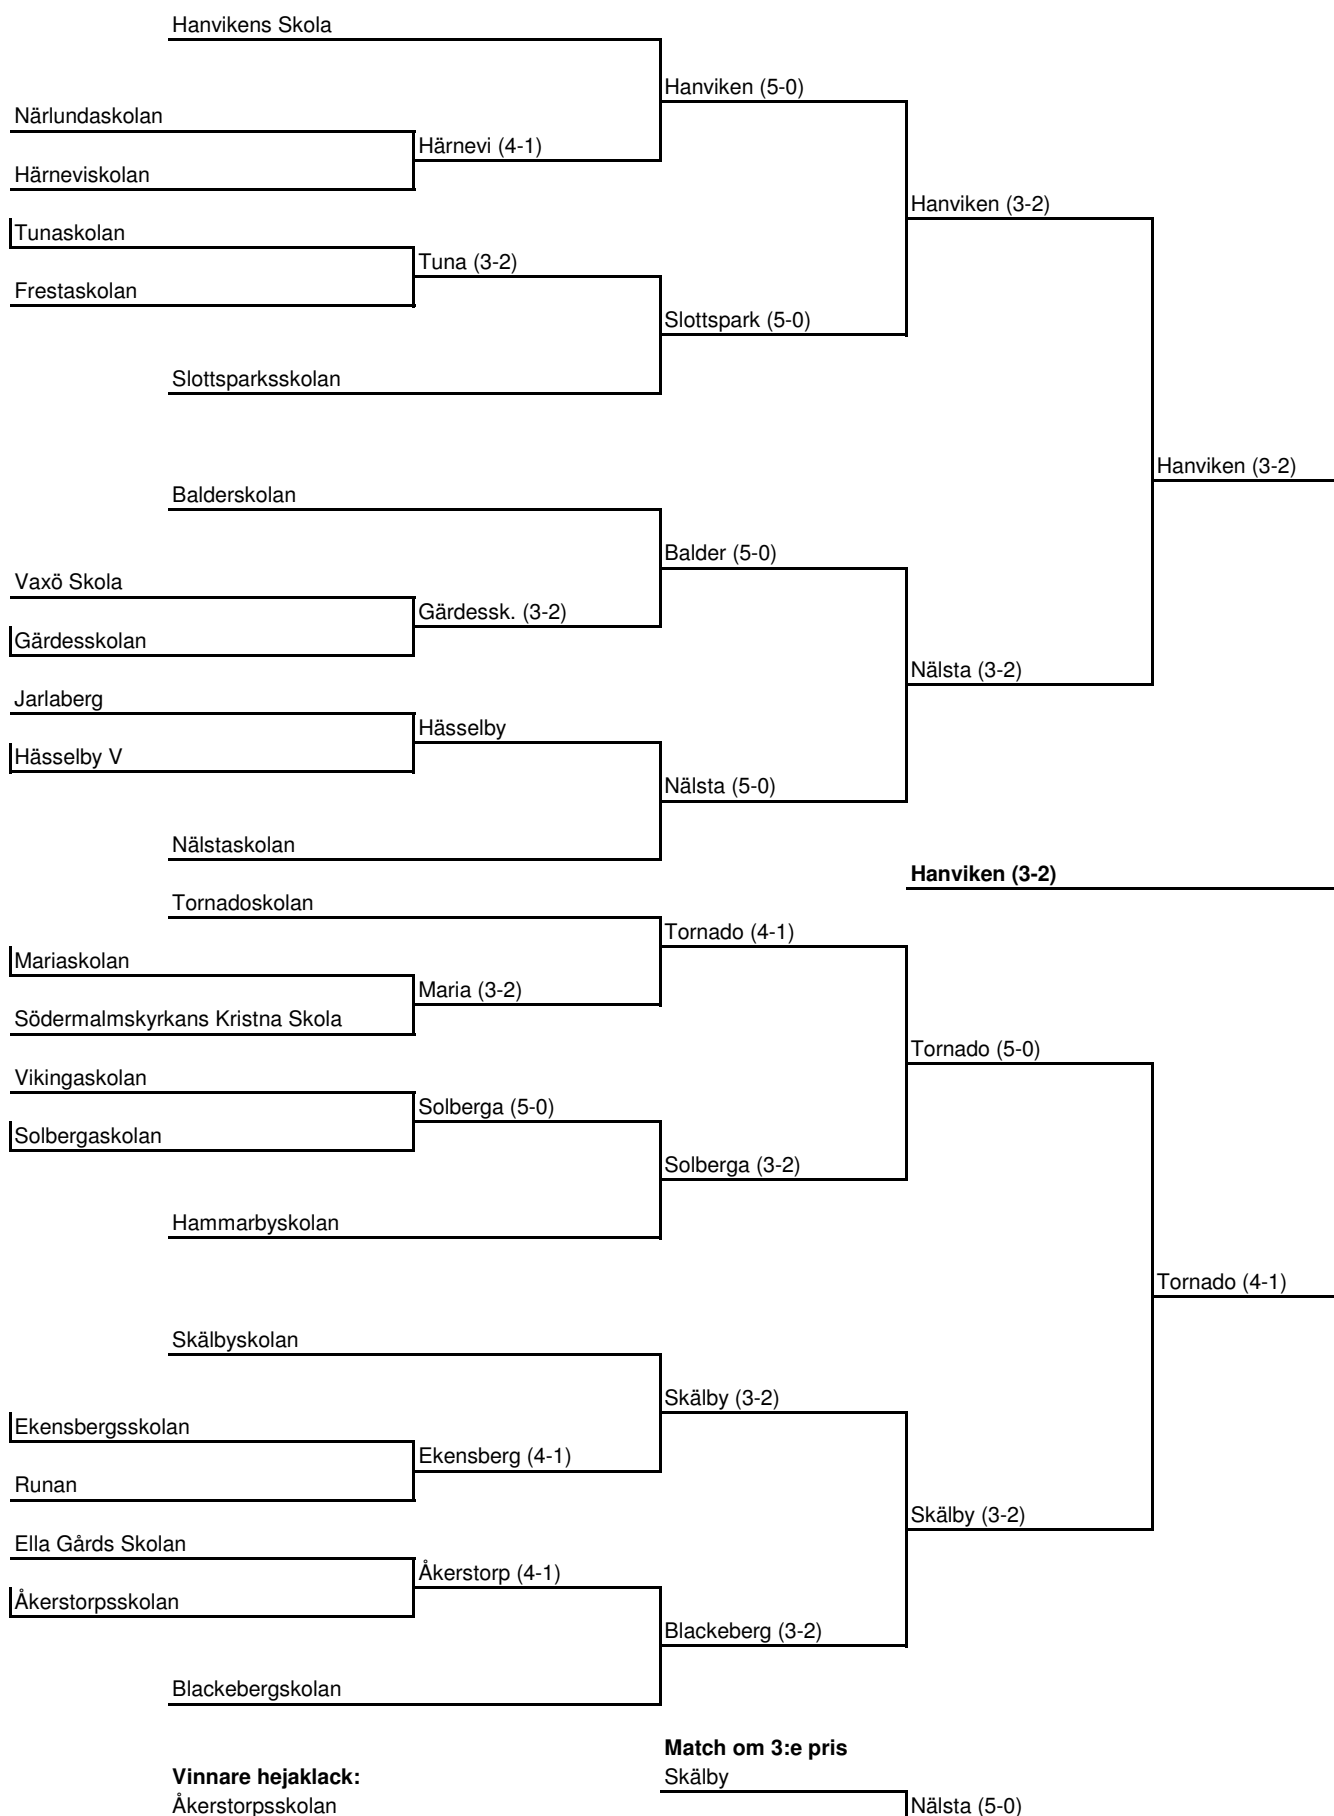 Hanvikens Skola
Hanviken (5-0)
Närlundaskolan
Härnevi (4-1)
Härneviskolan
Hanviken (3-2)
Tunaskolan
Tuna (3-2)
Frestaskolan
Slottspark (5-0)
Slottsparksskolan
Hanviken (3-2)
Balderskolan
Balder (5-0)
Vaxö Skola
Gärdessk. (3-2)
Gärdesskolan
Nälsta (3-2)
Jarlaberg
Hässelby
Hässelby V
Nälsta (5-0)
Nälstaskolan
Hanviken (3-2)
Tornadoskolan
Tornado (4-1)
Mariaskolan
Maria (3-2)
Södermalmskyrkans Kristna Skola
Tornado (5-0)
Vikingaskolan
Solberga (5-0)
Solbergaskolan
Solberga (3-2)
Hammarbyskolan
Tornado (4-1)
Skälbyskolan
Skälby (3-2)
Ekensbergsskolan
Ekensberg (4-1)
Runan
Skälby (3-2)
Ella Gårds Skolan
Åkerstorp (4-1)
Åkerstorpsskolan
Blackeberg (3-2)
Blackebergskolan
Match om 3:e pris
Vinnare hejaklack:
Skälby
Åkerstorpsskolan
Nälsta (5-0)